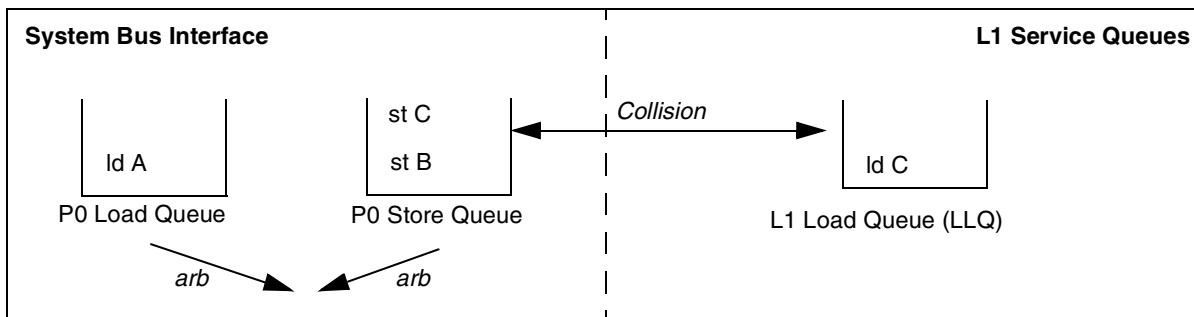 System Bus Interface
L1 Service Queues
st C
Collision
ld A
st B
ld C
P0 Load Queue
P0 Store Queue
L1 Load Queue (LLQ)
arb
arb